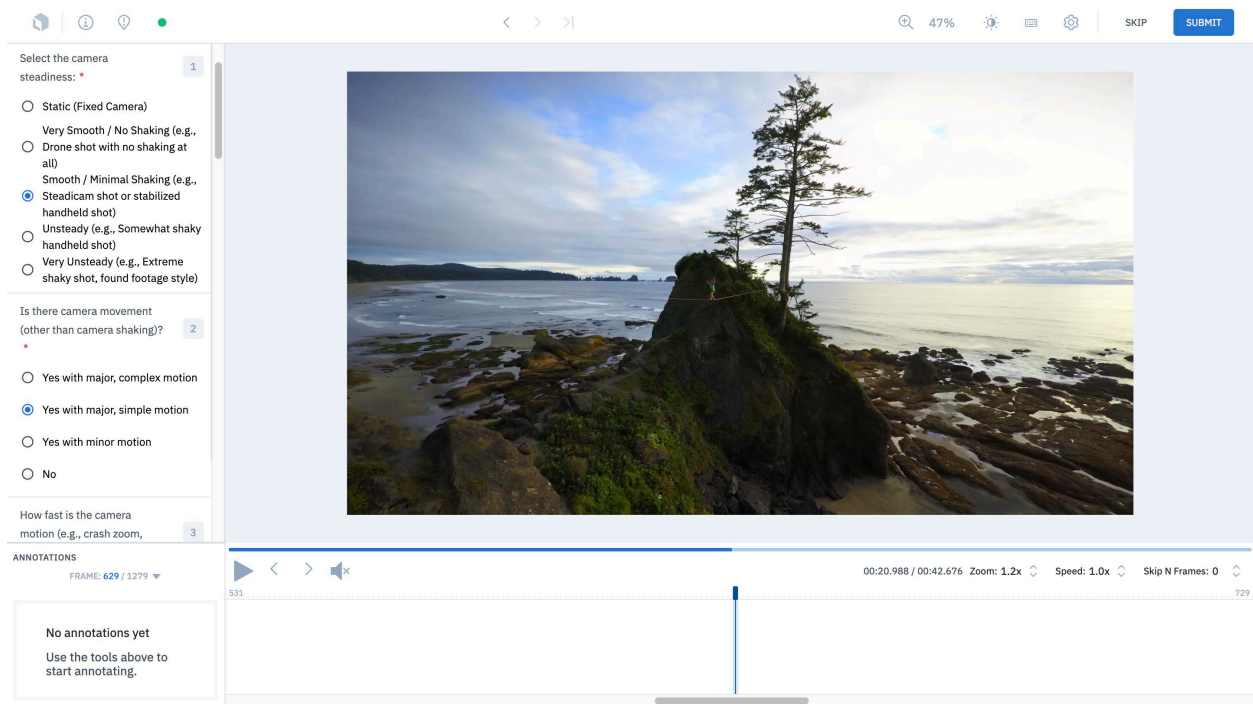 47%
SKIP
SUBMIT
Select the camera
steadiness: *
1
Static (Fixed Camera)
Very Smooth / No Shaking (e.g.,
Drone shot with no shaking at
all)
Smooth / Minimal Shaking (e.g.,
Steadicam shot or stabilized
handheld shot)
Unsteady (e.g., Somewhat shaky
handheld shot)
Very Unsteady (e.g., Extreme
shaky shot, found footage style)
Is there camera movement
(other than camera shaking)?
*
2
Yes with major, complex motion
Yes with major, simple motion
Yes with minor motion
No
How fast is the camera
motion (e.g., crash zoom,
3
ANNOTATIONS
FRAME: 629 / 1279
No annotations yet
Use the tools above to
start annotating.
00:20.988 / 00:42.676 Zoom: 1.2x Speed: 1.0x Skip N Frames: 0
531
729